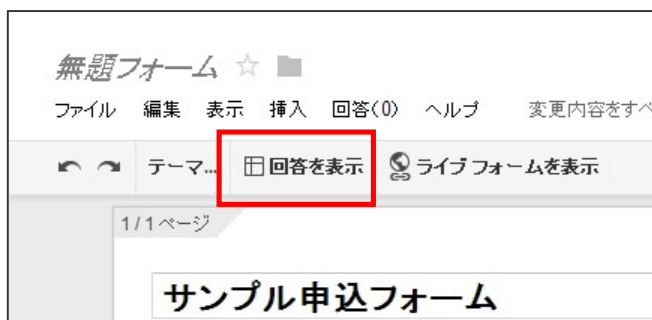 無題フォーム
ファイル 編集 表示 挿入 回答(0) ヘルプ 変更内容をすべ
テーマ... 回答を表示 ライブ フォームを表示
1/1ページ
サンプル申込フォーム